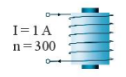 I = 1 A
n = 300